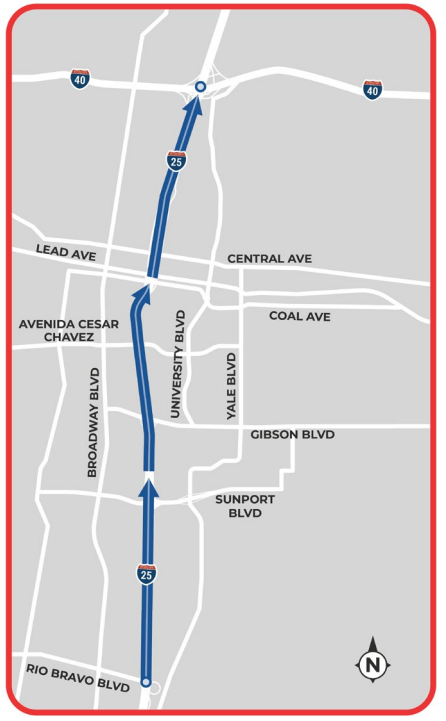 40
40
25
LEAD AVE
CENTRAL AVE
COAL AVE
AVENIDA CESAR
CHAVEZ
UNIVERSITY BLVD
YALE BLVD
BROADWAY BLVD
GIBSON BLVD
SUNPORT
BLVD
25
RIO BRAVO BLVD
N